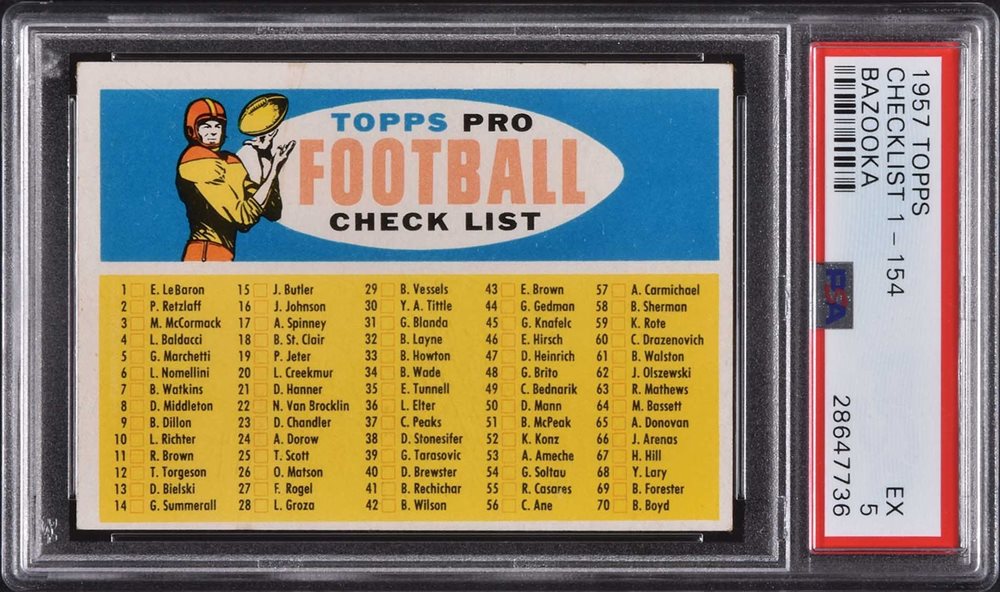 TOPPS PRO
FOOTBALL
CHECK LIST
1 E. LeBaron
2 P. Retzlaff
3 M. McCormack
4 L. Baldacci
5 G. Marchetti
6 L. Nomellini
7 B. Watkins
8 D. Middleton
9 B. Dillon
10 L. Richter
11 R. Brown
12 T. Torgeson
13 D. Bielski
14 G. Summerall
15 J. Butler
16 J. Johnson
17 A. Spinney
18 B. St. Clair
19 P. Jeter
20 L. Creekmur
21 D. Hanner
22 N. Van Brocklin
23 D. Chandler
24 A. Dorow
25 T. Scott
26 O. Matson
27 F. Rogel
28 L. Groza
29 B. Vessels
30 Y. A. Tittle
31 G. Blanda
32 B. Layne
33 B. Howton
34 B. Wade
35 E. Tunnell
36 L. Elter
37 C. Peaks
38 D. Stonesifer
39 G. Tarasovic
40 D. Brewster
41 B. Rechichar
42 B. Wilson
43 E. Brown
44 G. Gedman
45 G. Knafelc
46 E. Hirsch
47 D. Heinrich
48 G. Brito
49 C. Bednarik
50 D. Mann
51 B. McPeak
52 K. Konz
53 A. Ameche
54 G. Soltau
55 R. Casares
56 C. Ane
57 A. Carmichael
58 B. Sherman
59 K. Rote
60 C. Drazenovich
61 B. Walston
62 J. Olszewski
63 R. Mathews
64 M. Bassett
65 A. Donovan
66 J. Arenas
67 H. Hill
68 Y. Lary
69 B. Forester
70 B. Boyd
1957 TOPPS
CHECKLIST 1 - 154
BAZOOKA
EX
5
28647736
PSA